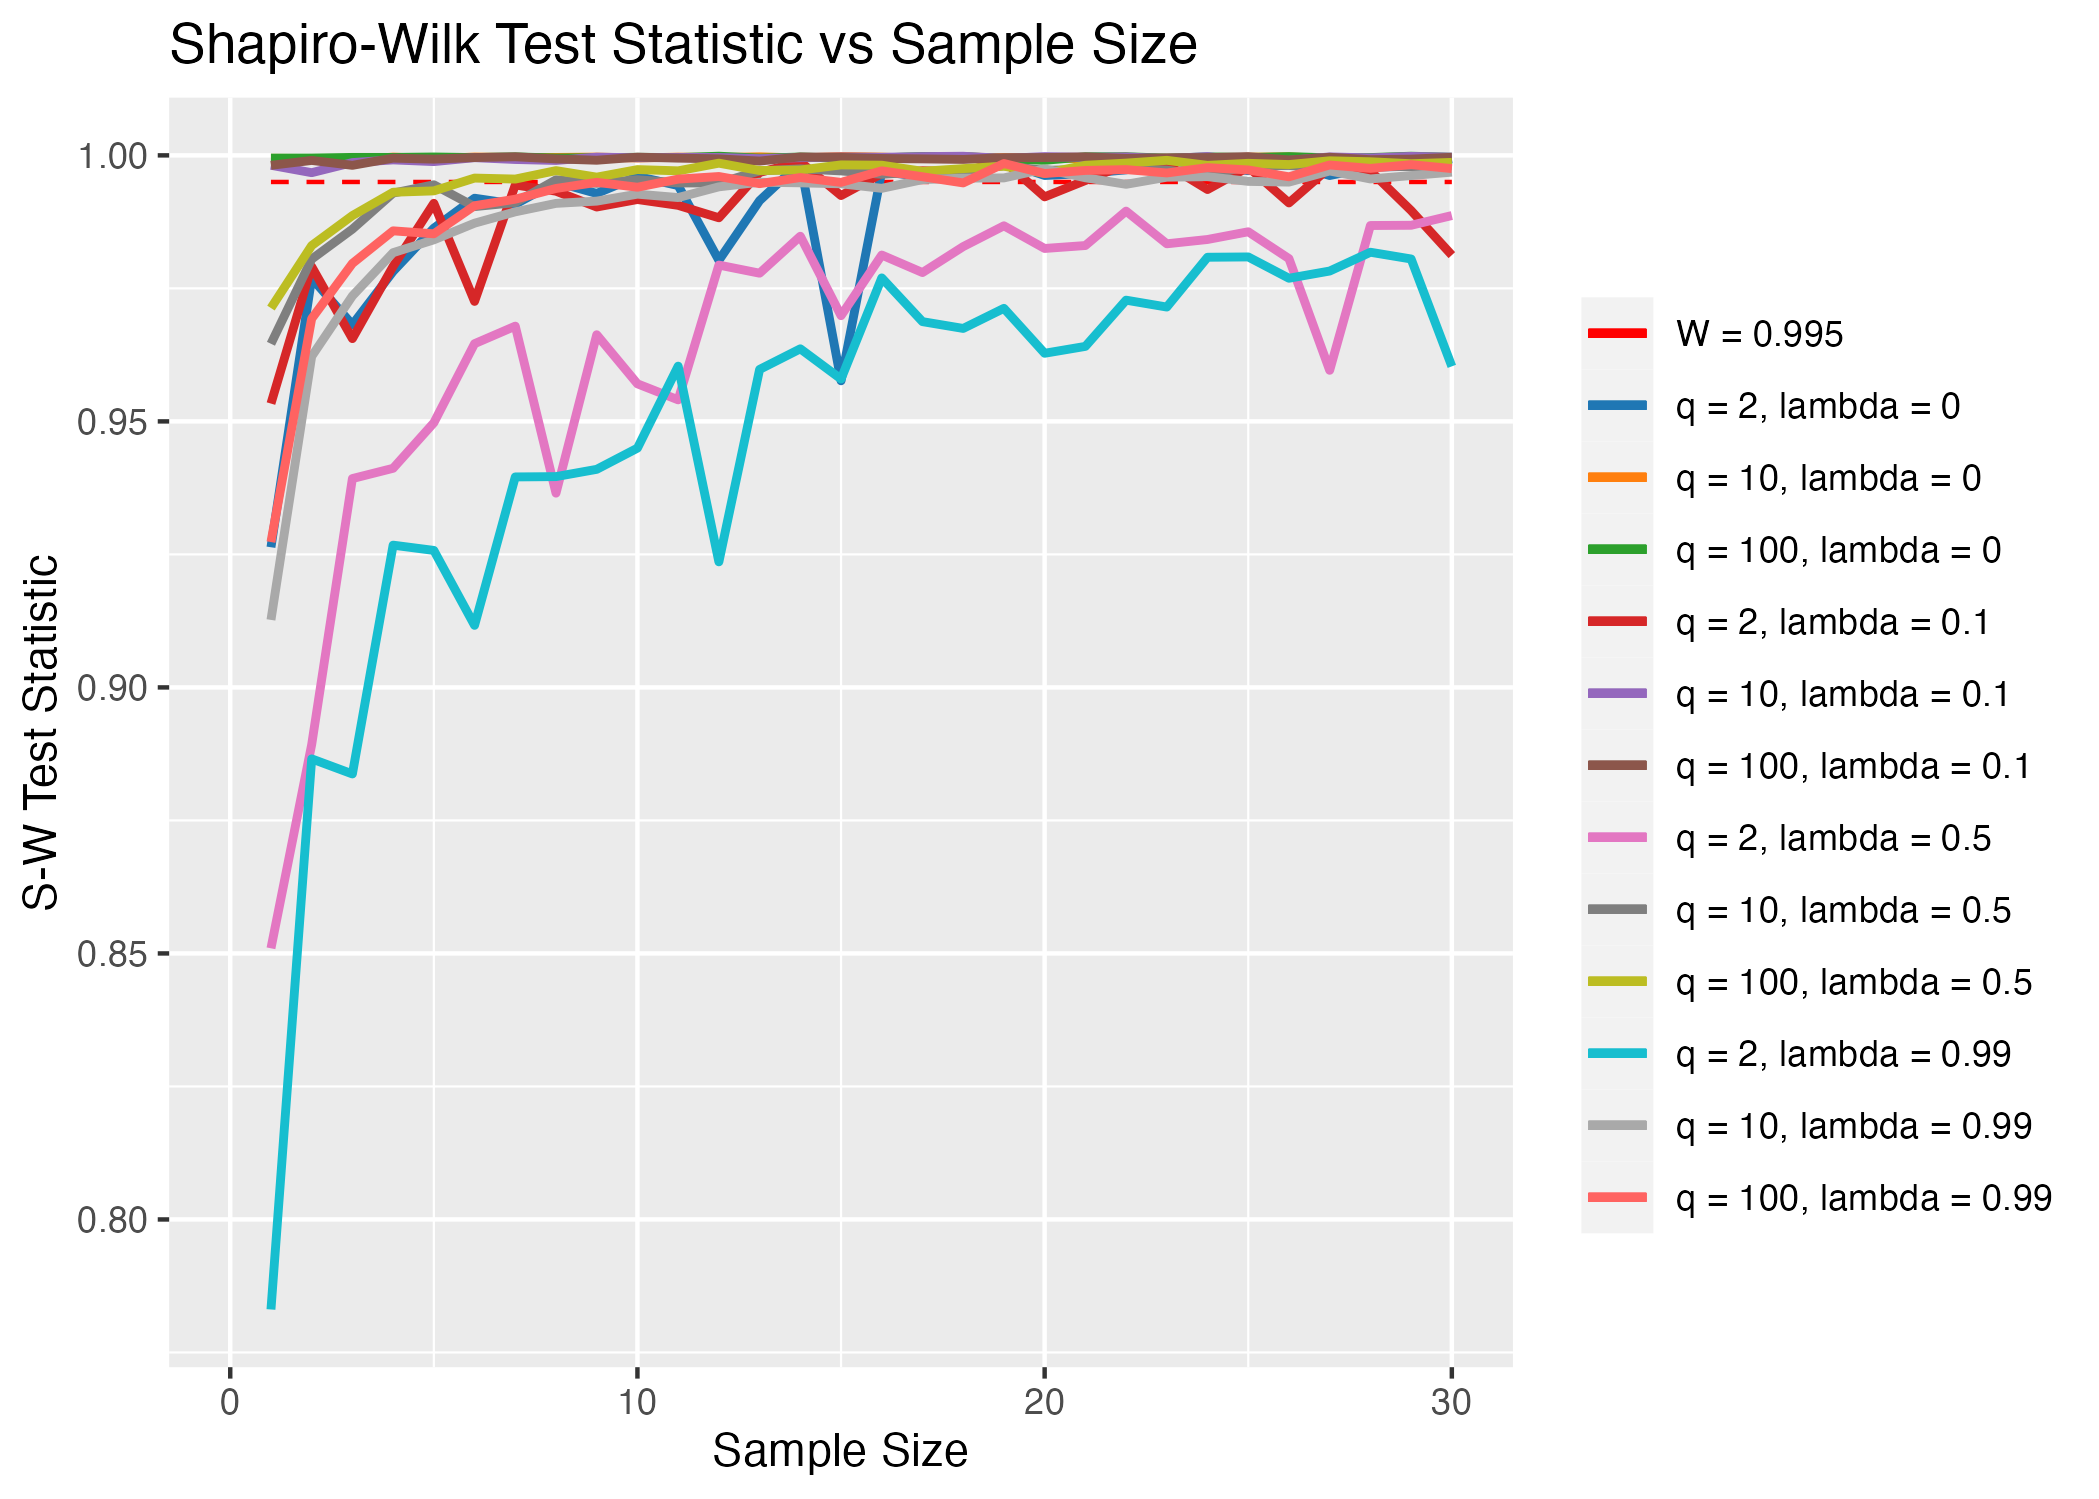 Shapiro-Wilk Test Statistic vs Sample Size
1.00
0.95
0.90
0.85
0.80
S-W Test Statistic
0
10
20
30
Sample Size
W = 0.995
q = 2, lambda = 0
q = 10, lambda = 0
q = 100, lambda = 0
q = 2, lambda = 0.1
q = 10, lambda = 0.1
q = 100, lambda = 0.1
q = 2, lambda = 0.5
q = 10, lambda = 0.5
q = 100, lambda = 0.5
q = 2, lambda = 0.99
q = 10, lambda = 0.99
q = 100, lambda = 0.99